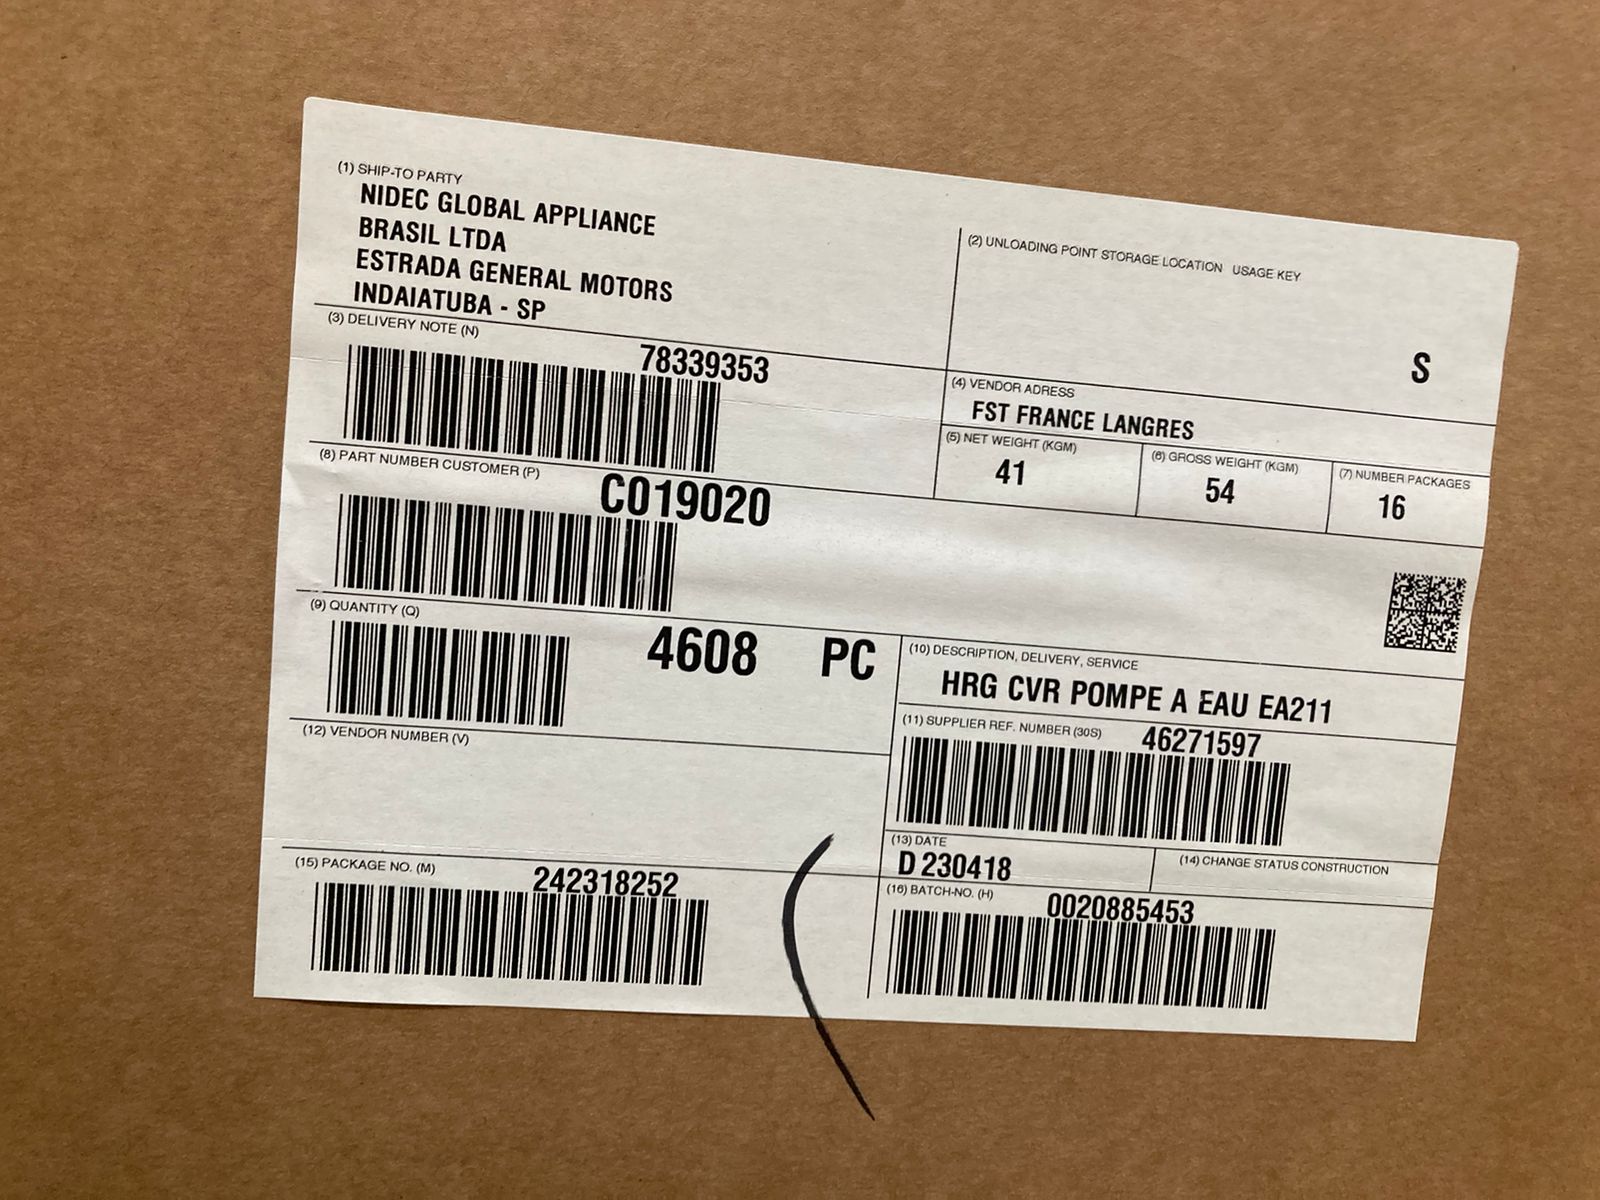 (1) SHIP-TO PARTY
NIDEC GLOBAL APPLIANCE
BRASIL LTDA
ESTRADA GENERAL MOTORS
INDAIATUBA - SP
(2) UNLOADING POINT STORAGE LOCATION USAGE KEY
S
(3) DELIVERY NOTE (N)
78339353
(4) VENDOR ADRESS
FST FRANCE LANGRES
(5) NET WEIGHT (KGM)
41
(6) GROSS WEIGHT (KGM)
54
(7) NUMBER PACKAGES
16
(8) PART NUMBER CUSTOMER (P)
C019020
(9) QUANTITY (Q)
4608 PC
(10) DESCRIPTION, DELIVERY, SERVICE
HRG CVR POMPE A EAU EA211
(11) SUPPLIER REF. NUMBER (30S)
46271597
(12) VENDOR NUMBER (V)
(13) DATE
D 230418
(14) CHANGE STATUS CONSTRUCTION
(15) PACKAGE NO. (M)
242318252
(16) BATCH-NO. (H)
0020885453